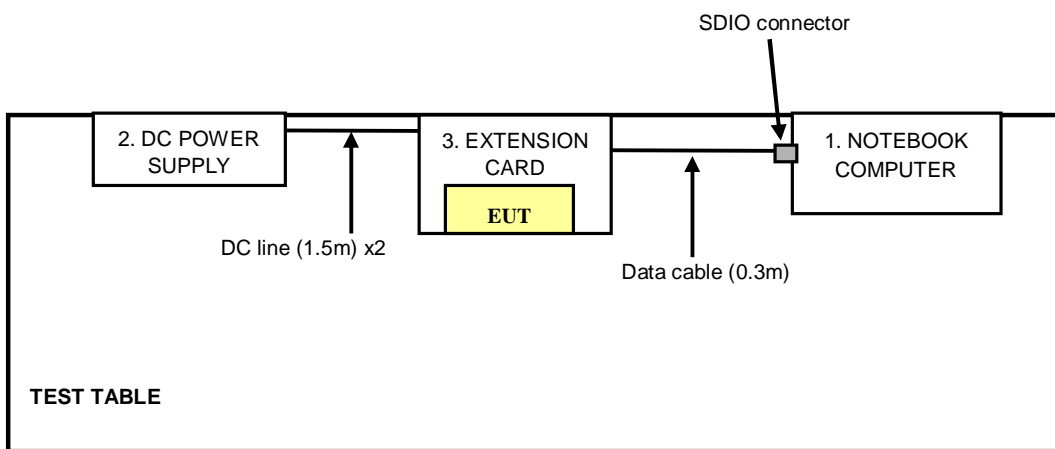 SDIO connector
2. DC POWER
SUPPLY
3. EXTENSION
CARD
EUT
1. NOTEBOOK
COMPUTER
DC line (1.5m) x2
Data cable (0.3m)
TEST TABLE